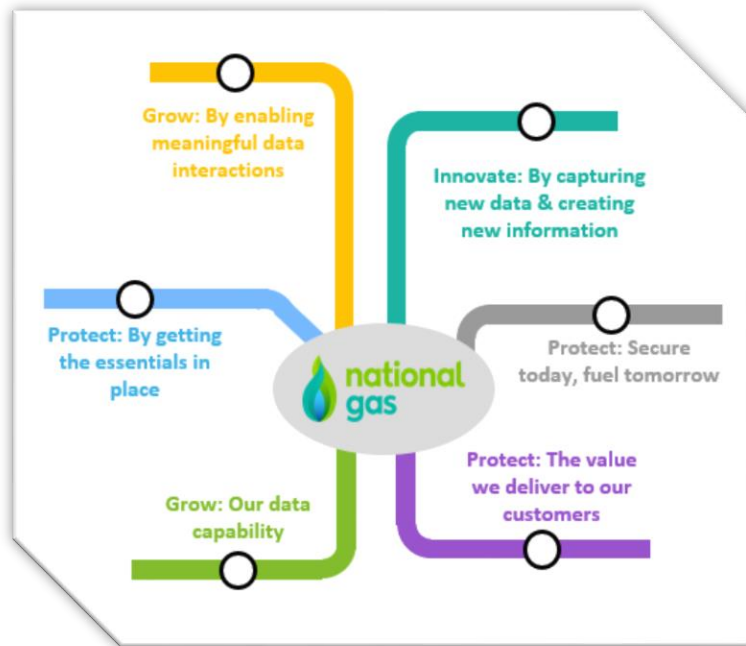 Grow: By enabling
meaningful data
interactions
Innovate: By capturing
new data & creating
new information
Protect: By getting
the essentials in
place
Protect: Secure
today, fuel tomorrow
national
gas
Grow: Our data
capability
Protect: The value
we deliver to our
customers